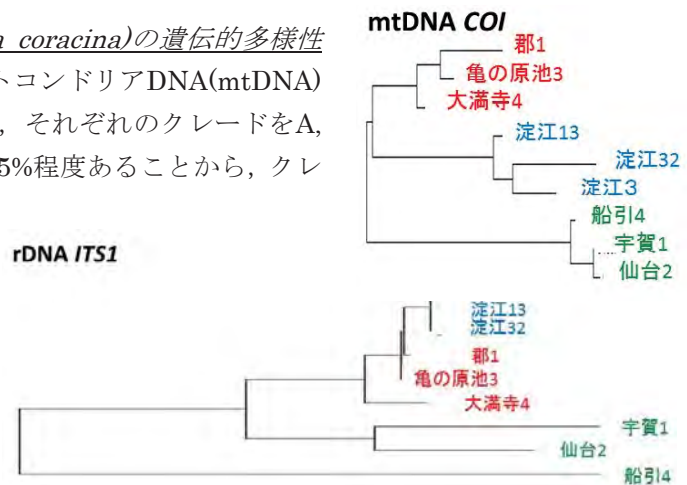 a coracina)の遺伝的多様性
トコンドリアDNA(mtDNA)
，それぞれのクレードをA,
5%程度あることから，クレ
mtDNA COI
郡1
亀の原池3
大満寺4
淀江13
淀江32
淀江３
船引4
宇賀1
仙台2
rDNA ITS1
淀江13
淀江32
郡1
亀の原池3
大満寺4
宇賀1
仙台2
船引4